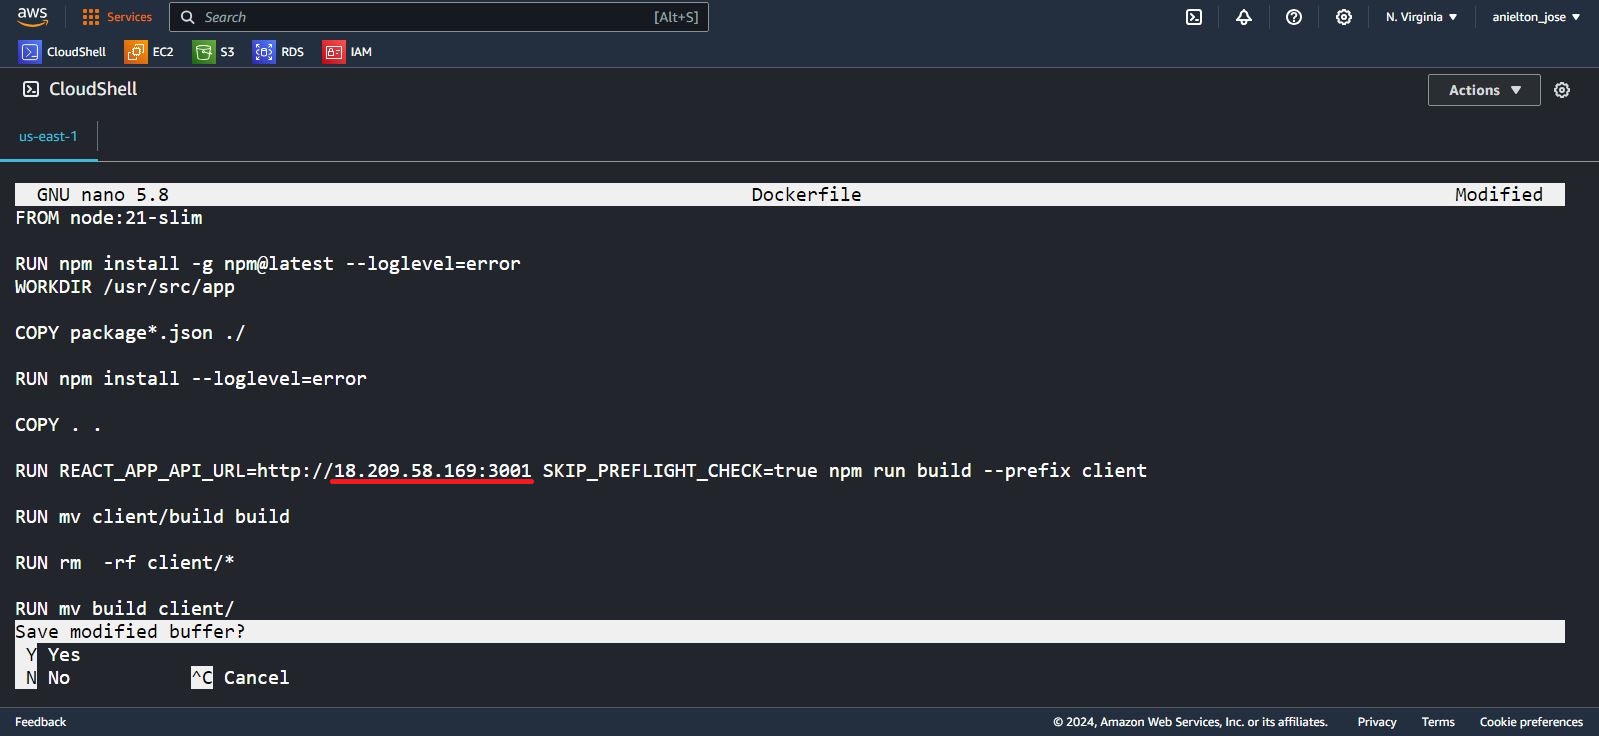 aws Services Search [Alt+S] N. Virginia anielton_jose
CloudShell EC2 S3 RDS IAM
CloudShell Actions
us-east-1
GNU nano 5.8 Dockerfile Modified
FROM node:21-slim
RUN npm install -g npm@latest --loglevel=error
WORKDIR /usr/src/app
COPY package*.json ./
RUN npm install --loglevel=error
COPY . .
RUN REACT_APP_API_URL=http://18.209.58.169:3001 SKIP_PREFLIGHT_CHECK=true npm run build --prefix client
RUN mv client/build build
RUN rm  -rf client/*
RUN mv build client/
Save modified buffer?
Y Yes
N No ^C Cancel
Feedback © 2024, Amazon Web Services, Inc. or its affiliates. Privacy Terms Cookie preferences